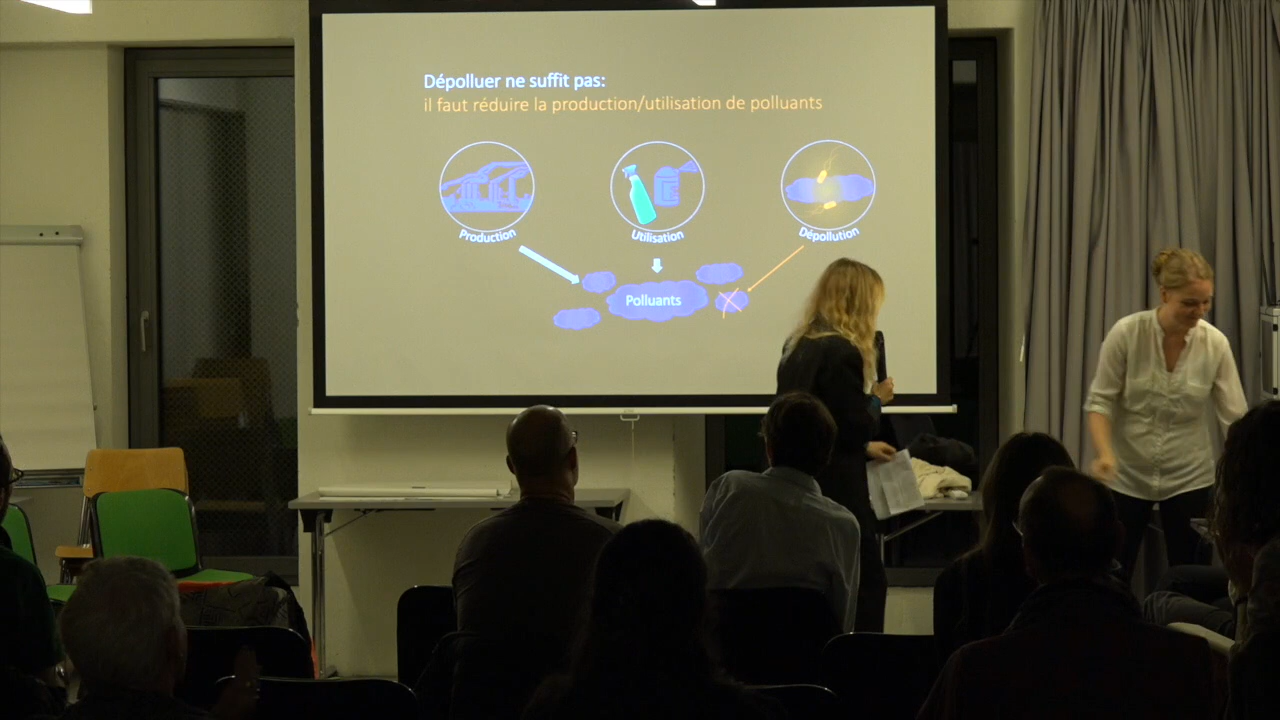 Dépolluer ne suffit pas:
il faut réduire la production/utilisation de polluants
Production
Utilisation
Dépollution
Polluants